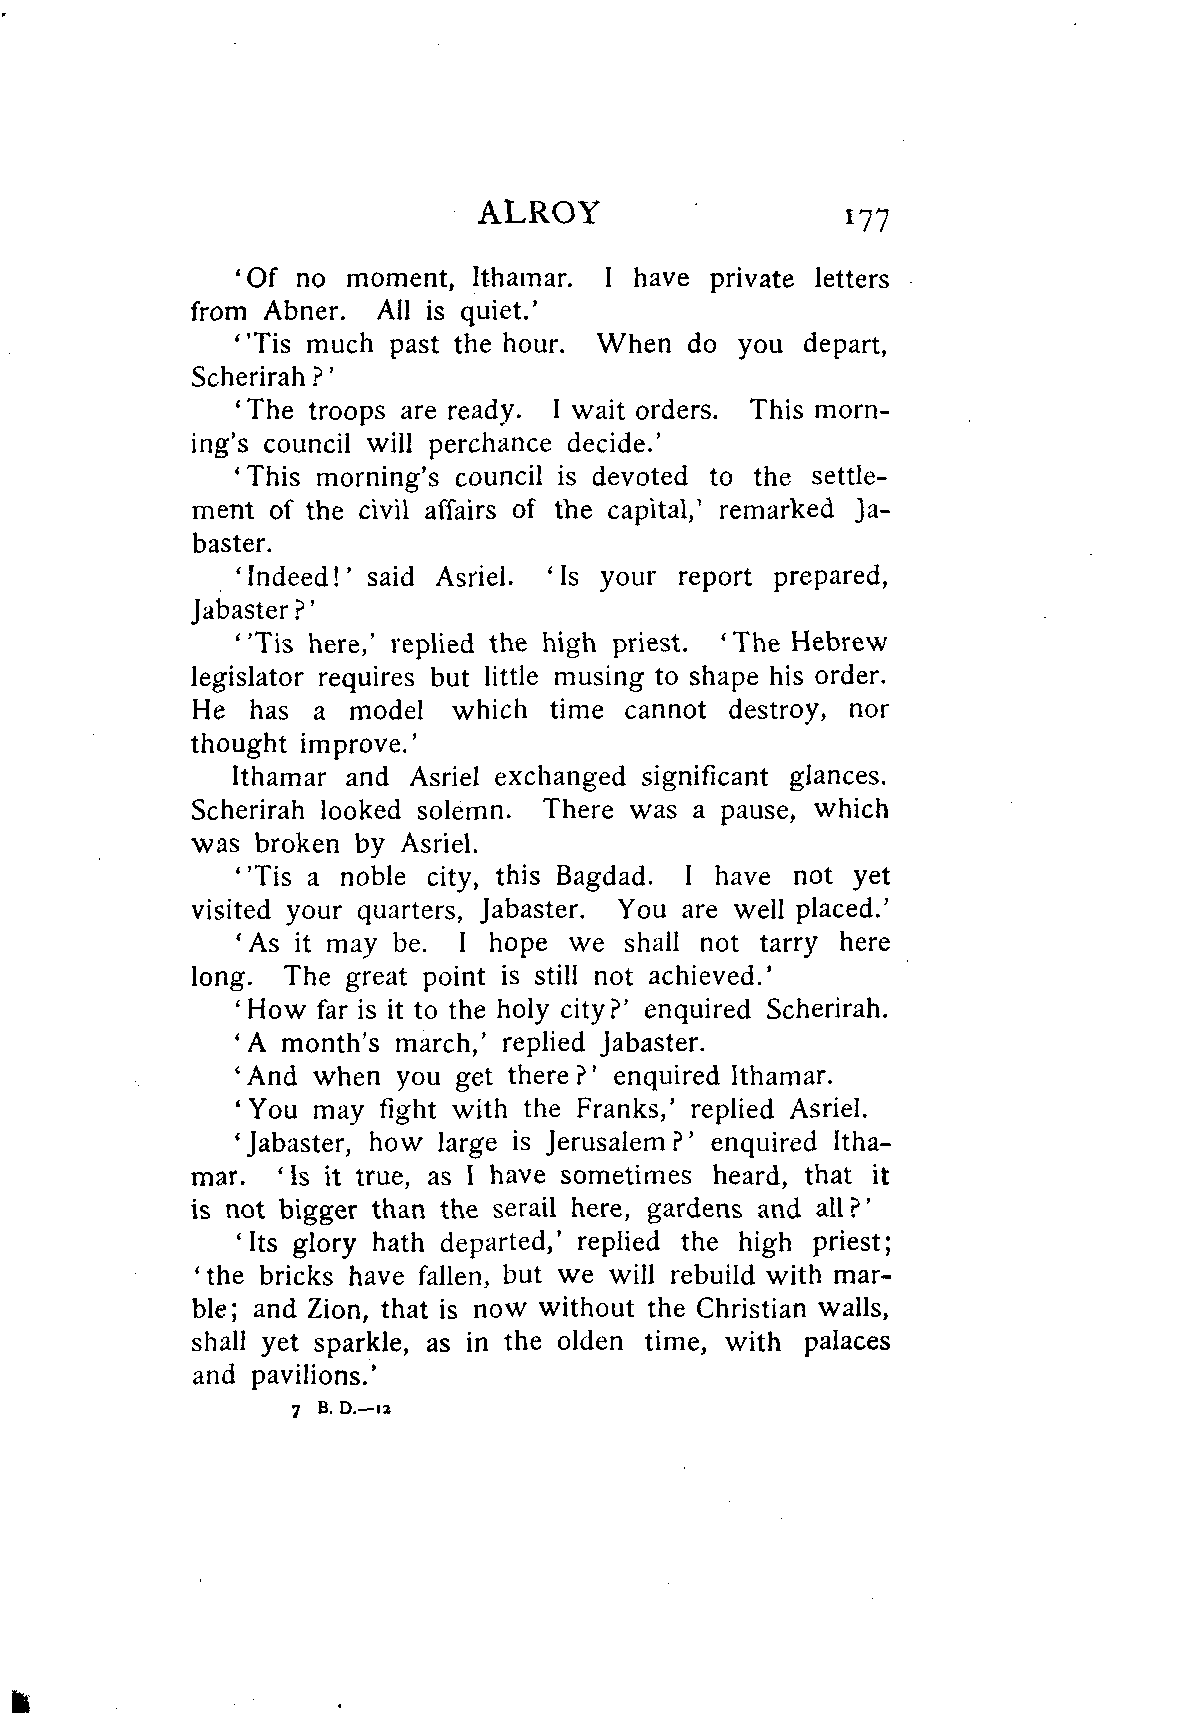 ALROY 177
‘Of no moment, Ithamar. I have private letters
from Abner. All is quiet.’
‘’Tis much past the hour. When do you depart,
Scherirah?’
‘The troops are ready. I wait orders. This morn-
ing’s council will perchance decide.’
‘This morning’s council is devoted to the settle-
ment of the civil affairs of the capital,’ remarked Ja-
baster.
‘Indeed!’ said Asriel. ‘Is your report prepared,
Jabaster?’
‘’Tis here,’ replied the high priest. ‘The Hebrew
legislator requires but little musing to shape his order.
He has a model which time cannot destroy, nor
thought improve.’
Ithamar and Asriel exchanged significant glances.
Scherirah looked solemn. There was a pause, which
was broken by Asriel.
‘’Tis a noble city, this Bagdad. I have not yet
visited your quarters, Jabaster. You are well placed.’
‘As it may be. I hope we shall not tarry here
long. The great point is still not achieved.’
‘How far is it to the holy city?’ enquired Scherirah.
‘A month’s march,’ replied Jabaster.
‘And when you get there?’ enquired Ithamar.
‘You may fight with the Franks,’ replied Asriel.
‘Jabaster, how large is Jerusalem?’ enquired Itha-
mar. ‘Is it true, as I have sometimes heard, that it
is not bigger than the serail here, gardens and all?’
‘Its glory hath departed,’ replied the high priest;
‘the bricks have fallen, but we will rebuild with mar-
ble; and Zion, that is now without the Christian walls,
shall yet sparkle, as in the olden time, with palaces
and pavilions.’
7 B. D.—12